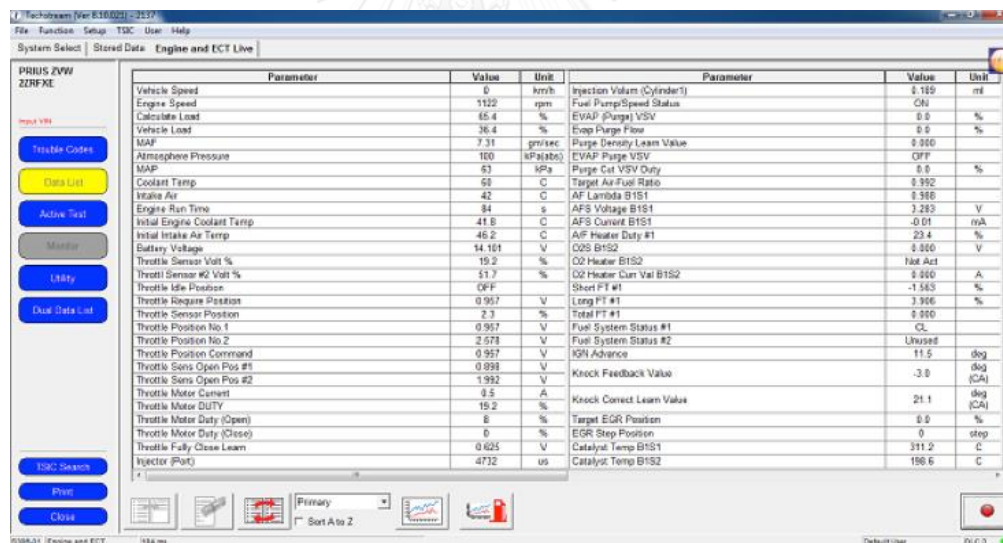 Techstream (Ver 8.10.021) - 2137
File Function Setup TSIC User Help
System Select Stored Data Engine and ECT Live
PRIUS ZVW
2ZRFXE
Input VIN
Trouble Codes
Data List
Active Test
Monitor
Utility
Dual Data List
TSIC Search
Print
Close
Parameter Value Unit Parameter Value Unit
Vehicle Speed 0 km/h Injection Volum (Cylinder1) 0.189 ml
Engine Speed 1122 rpm Fuel Pump/Speed Status ON
Calculate Load 65.4 % EVAP (Purge) VSV 0.0 %
Vehicle Load 36.4 % Evap Purge Flow 0.0 %
MAF 7.31 gm/sec Purge Density Learn Value 0.000
Atmosphere Pressure 100 kPa(abs) EVAP Purge VSV OFF
MAP 63 kPa Purge Cut VSV Duty 0.0 %
Coolant Temp 60 C Target Air-Fuel Ratio 0.992
Intake Air 42 C AF Lambda B1S1 0.988
Engine Run Time 84 s AFS Voltage B1S1 3.283 V
Initial Engine Coolant Temp 41.8 C AFS Current B1S1 -0.01 mA
Initial Intake Air Temp 46.2 C A/F Heater Duty #1 23.4 %
Battery Voltage 14.101 V O2S B1S2 0.000 V
Throttle Sensor Volt % 19.2 % O2 Heater B1S2 Not Act
Throttl Sensor #2 Volt % 51.7 % O2 Heater Curr Val B1S2 0.000 A
Throttle Idle Position OFF Short FT #1 -1.563 %
Throttle Require Position 0.957 V Long FT #1 3.906 %
Throttle Sensor Position 2.3 % Total FT #1 0.000
Throttle Position No.1 0.957 V Fuel System Status #1 CL
Throttle Position No.2 2.578 V Fuel System Status #2 Unused
Throttle Position Command 0.957 V IGN Advance 11.5 deg
Throttle Sens Open Pos #1 0.898 V Knock Feedback Value -3.0 deg (CA)
Throttle Sens Open Pos #2 1.992 V
Throttle Motor Current 0.5 A Knock Correct Learn Value 21.1 deg (CA)
Throttle Motor DUTY 19.2 %
Throttle Motor Duty (Open) 8 % Target EGR Position 0.0 %
Throttle Motor Duty (Close) 0 % EGR Step Position 0 step
Throttle Fully Close Learn 0.625 V Catalyst Temp B1S1 311.2 C
Injector (Port) 4732 us Catalyst Temp B1S2 196.6 C
Primary
Sort A to Z
Engine and ECT
Default User
DLC 3